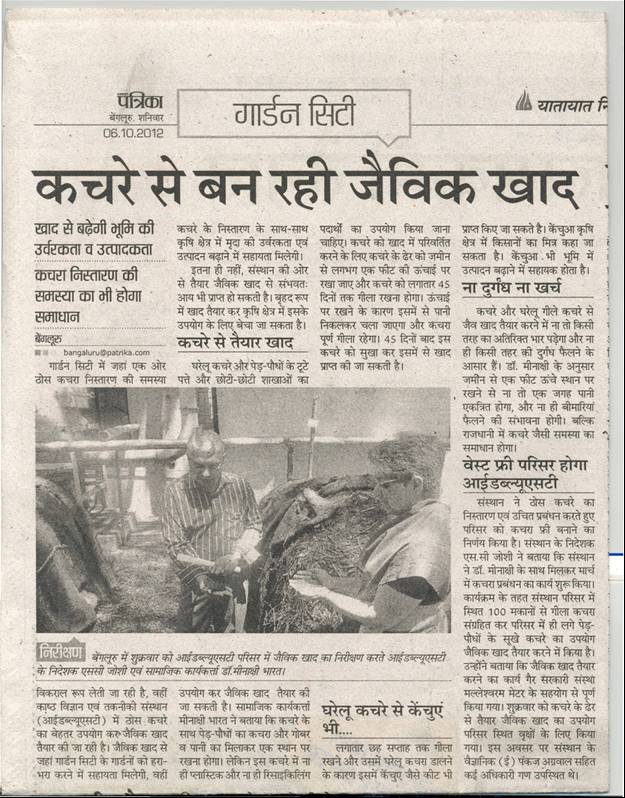 पत्रिका
बेंगलूरु. शनिवार
06.10.2012
गार्डन सिटी
यातायात नि
कचरे से बन रही जैविक खाद
खाद से बढ़ेगी भूमि की
उर्वरकता व उत्पादकता
कचरा निस्तारण की
समस्या का भी होगा
समाधान
बेंगलूरु
bangaluru@patrika.com
गार्डन सिटी में जहां एक ओर
ठोस कचरा निस्तारण की समस्या
विकराल रूप लेती जा रही है, वहीं
काष्ठ विज्ञान एवं तकनीकी संस्थान
(आईडब्ल्यूएसटी) में ठोस कचरे
का बेहतर उपयोग कर जैविक खाद
तैयार की जा रही है। जैविक खाद से
जहां गार्डन सिटी के गार्डनों को हरा-
भरा करने में सहायता मिलेगी, वहीं
कचरे के निस्तारण के साथ-साथ
कृषि क्षेत्र में मृदा की उर्वरकता एवं
उत्पादन बढ़ाने में सहायता मिलेगी।
इतना ही नहीं, संस्थान की ओर
से तैयार जैविक खाद से संभवतः
आय भी प्राप्त हो सकती है। बृहद रूप
में खाद तैयार कर कृषि क्षेत्र में इसके
उपयोग के लिए बेचा जा सकता है।
कचरे से तैयार खाद
घरेलू कचरे और पेड़-पौधों के टूटे
पत्ते और छोटी-छोटी शाखाओं का
उपयोग कर जैविक खाद तैयार की
जा सकती है। सामाजिक कार्यकर्ता
मीनाक्षी भारत ने बताया कि कचरे के
साथ पेड़-पौधों का कचरा और गोबर
व पानी का मिलाकर एक स्थान पर
रखना होगा। लेकिन इस कचरे में ना
ही प्लास्टिक और ना ही रिसाइकिलिंग
पदार्थों का उपयोग किया जाना
चाहिए। कचरे को खाद में परिवर्तित
करने के लिए कचरे के ढेर को जमीन
से लगभग एक फीट की ऊंचाई पर
रखा जाए और कचरे को लगातार 45
दिनों तक गीला रखना होगा। ऊंचाई
पर रखने के कारण इसमें से पानी
निकलकर चला जाएगा और कचरा
पूर्ण गीला रहेगा। 45 दिनों बाद इस
कचरे को सुखा कर इसमें से खाद
प्राप्त की जा सकती है।
घरेलू कचरे से केंचुएं
भी....
लगातार छह सप्ताह तक गीला
रखने और उसमें घरेलू कचरा डालने
के कारण इसमें केंचुए जैसे कीट भी
प्राप्त किए जा सकते है। केंचुआ कृषि
क्षेत्र में किसानों का मित्र कहा जा
सकता है। केंचुआ भी भूमि में
उत्पादन बढ़ाने में सहायक होता है।
ना दुर्गंध ना खर्च
कचरे और घरेलू गीले कचरे से
जैव खाद तैयार करने में ना तो किसी
तरह का अतिरिक्त भार पड़ेगा और ना
ही किसी तहर की दुर्गंध फैलने के
आसार हैं। डॉ. मीनाक्षी के अनुसार
जमीन से एक फीट ऊंचे स्थान पर
रखने से ना तो एक जगह पानी
एकत्रित होगा, और ना ही बीमारियां
फैलने की संभावना होगी। बल्कि
राजधानी में कचरे जैसी समस्या का
समाधान होगा।
वेस्ट फ्री परिसर होगा
आईडब्ल्यूएसटी
संस्थान ने ठोस कचरे का
निस्तारण एवं उचित प्रबंधन करते हुए
परिसर को कचरा फ्री बनाने का
निर्णय किया है। संस्थान के निदेशक
एस.सी जोशी ने बताया कि संस्थान
ने डॉ. मीनाक्षी के साथ मिलकर मार्च
में कचरा प्रबंधन का कार्य शुरू किया।
कार्यक्रम के तहत संस्थान परिसर में
स्थित 100 मकानों से गीला कचरा
संग्रहित कर परिसर में ही लगे पेड़-
पौधों के सुखे कचरे का उपयोग
जैविक खाद तैयार करने में किया है।
उन्होंने बताया कि जैविक खाद तैयार
करने का कार्य गैर सरकारी संस्था
मल्लेश्वरम मेटर के सहयोग से पूर्ण
किया गया। शुक्रवार को कचरे के ढेर
से तैयार जैविक खाद का उपयोग
परिसर स्थित वृक्षों के लिए किया
गया। इस अवसर पर संस्थान के
वैज्ञानिक (ई) पंकज अग्रवाल सहित
कई अधिकारी गण उपस्थित थे।
निरीक्षण बेंगलूरु में शुक्रवार को आईडब्ल्यूएसटी परिसर में जैविक खाद का निरीक्षण करते आईडब्ल्यूएसटी
के निदेशक एससी जोशी एवं सामाजिक कार्यकर्त्ता डॉ.मीनाक्षी भारत।